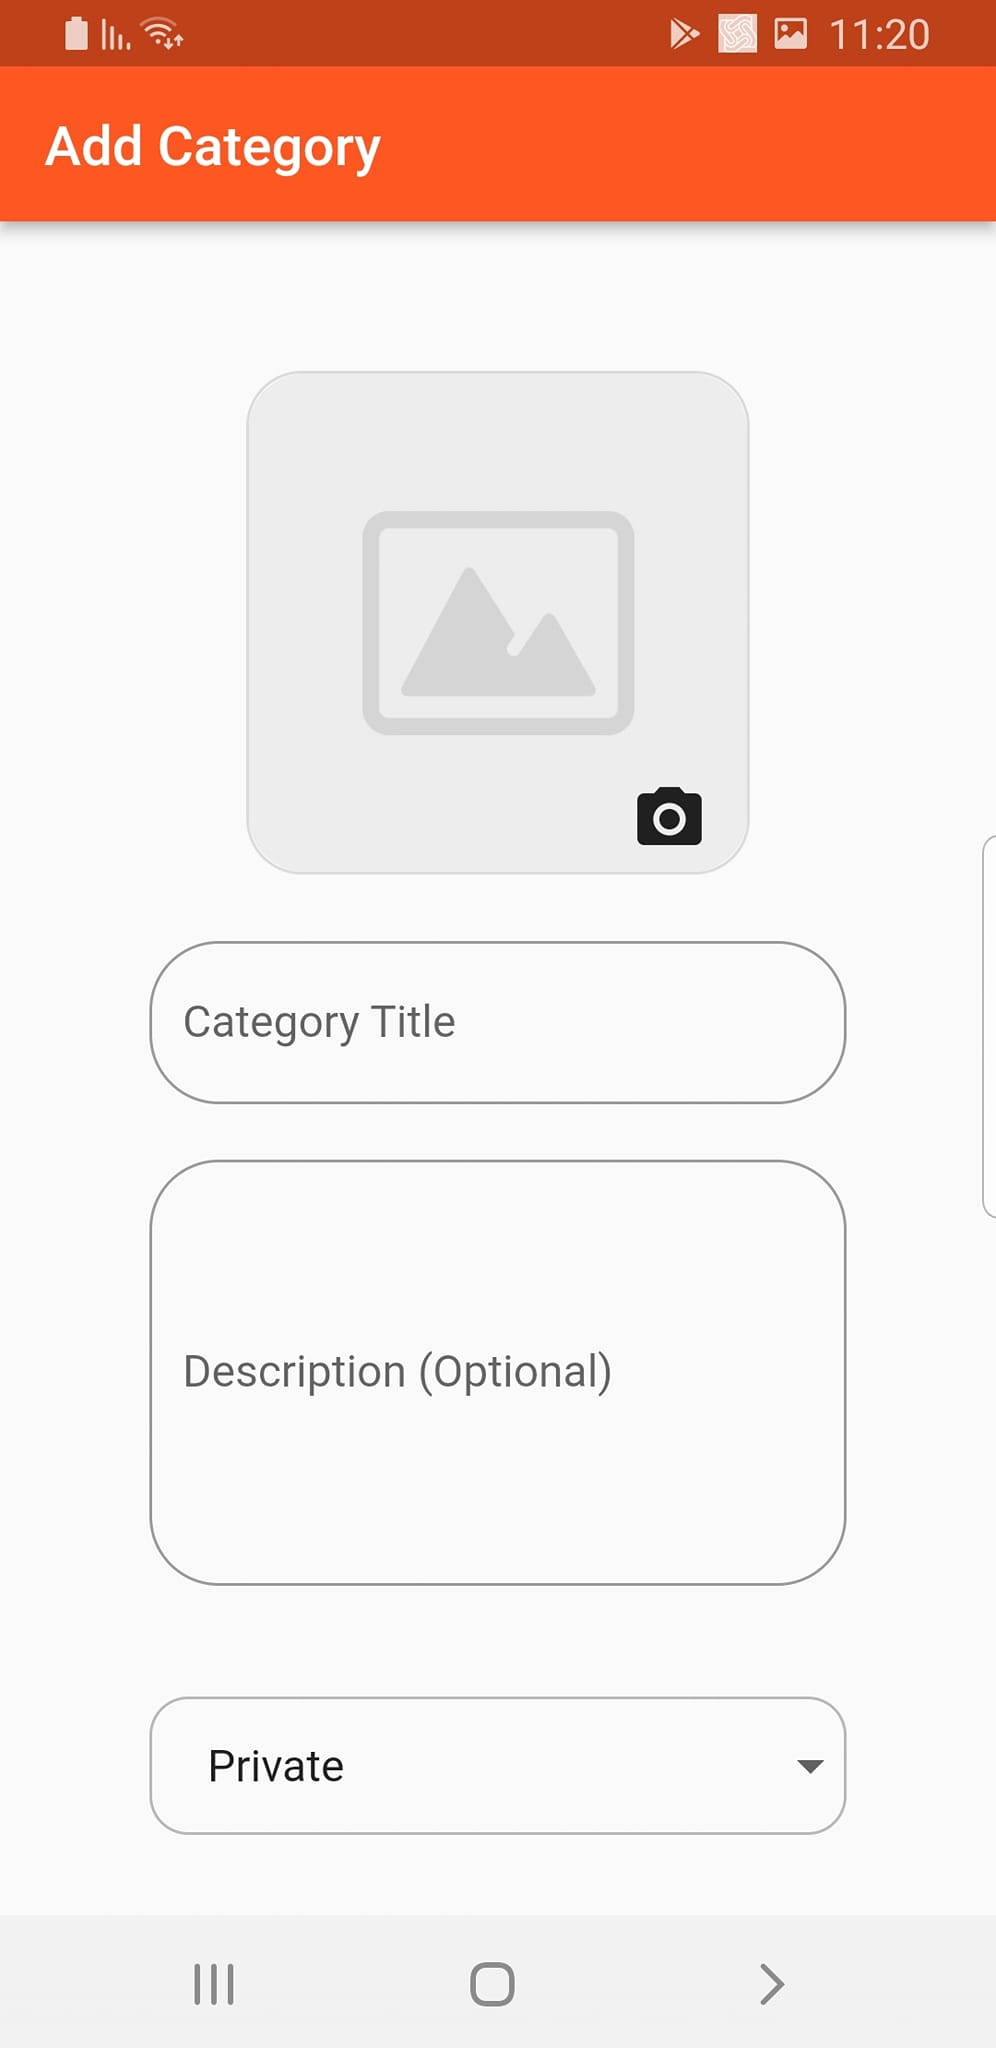 11:20
Add Category
Category Title
Description (Optional)
Private